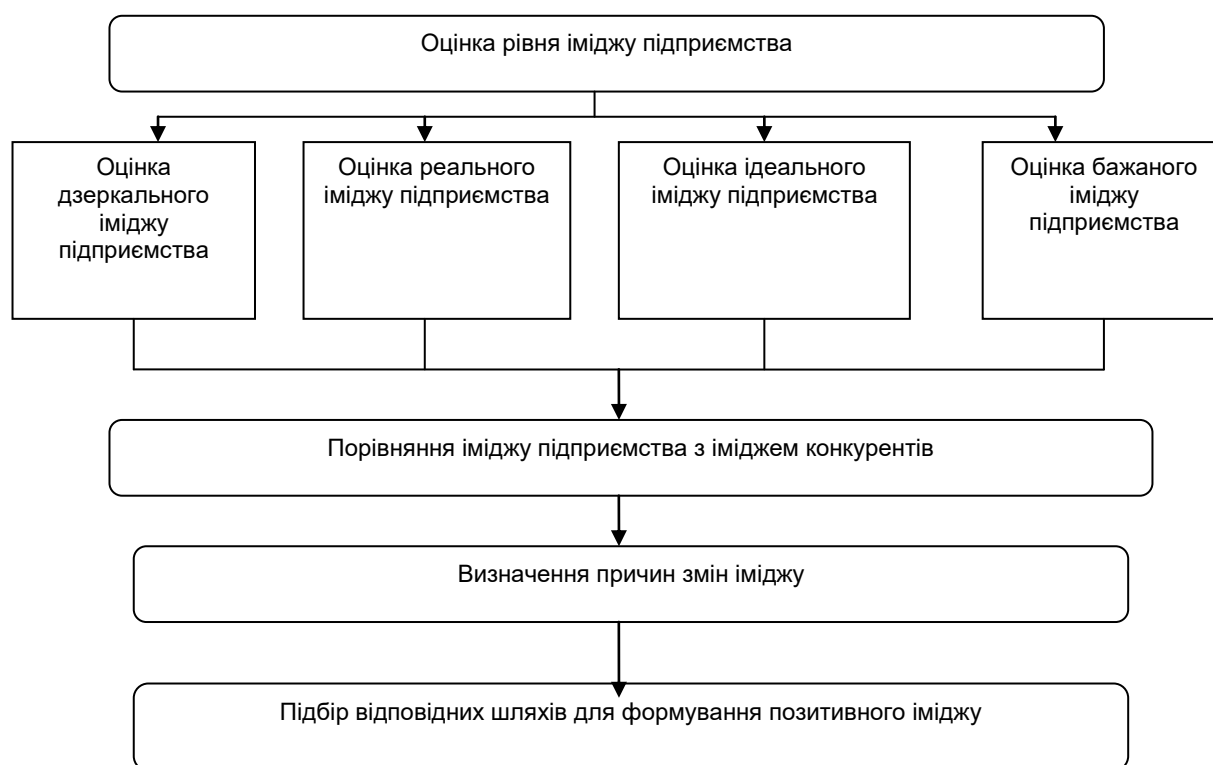 Оцінка рівня іміджу підприємства
Оцінка
дзеркального
іміджу
підприємства
Оцінка реального
іміджу підприємства
Оцінка ідеального
іміджу підприємства
Оцінка бажаного
іміджу
підприємства
Порівняння іміджу підприємства з іміджем конкурентів
Визначення причин змін іміджу
Підбір відповідних шляхів для формування позитивного іміджу